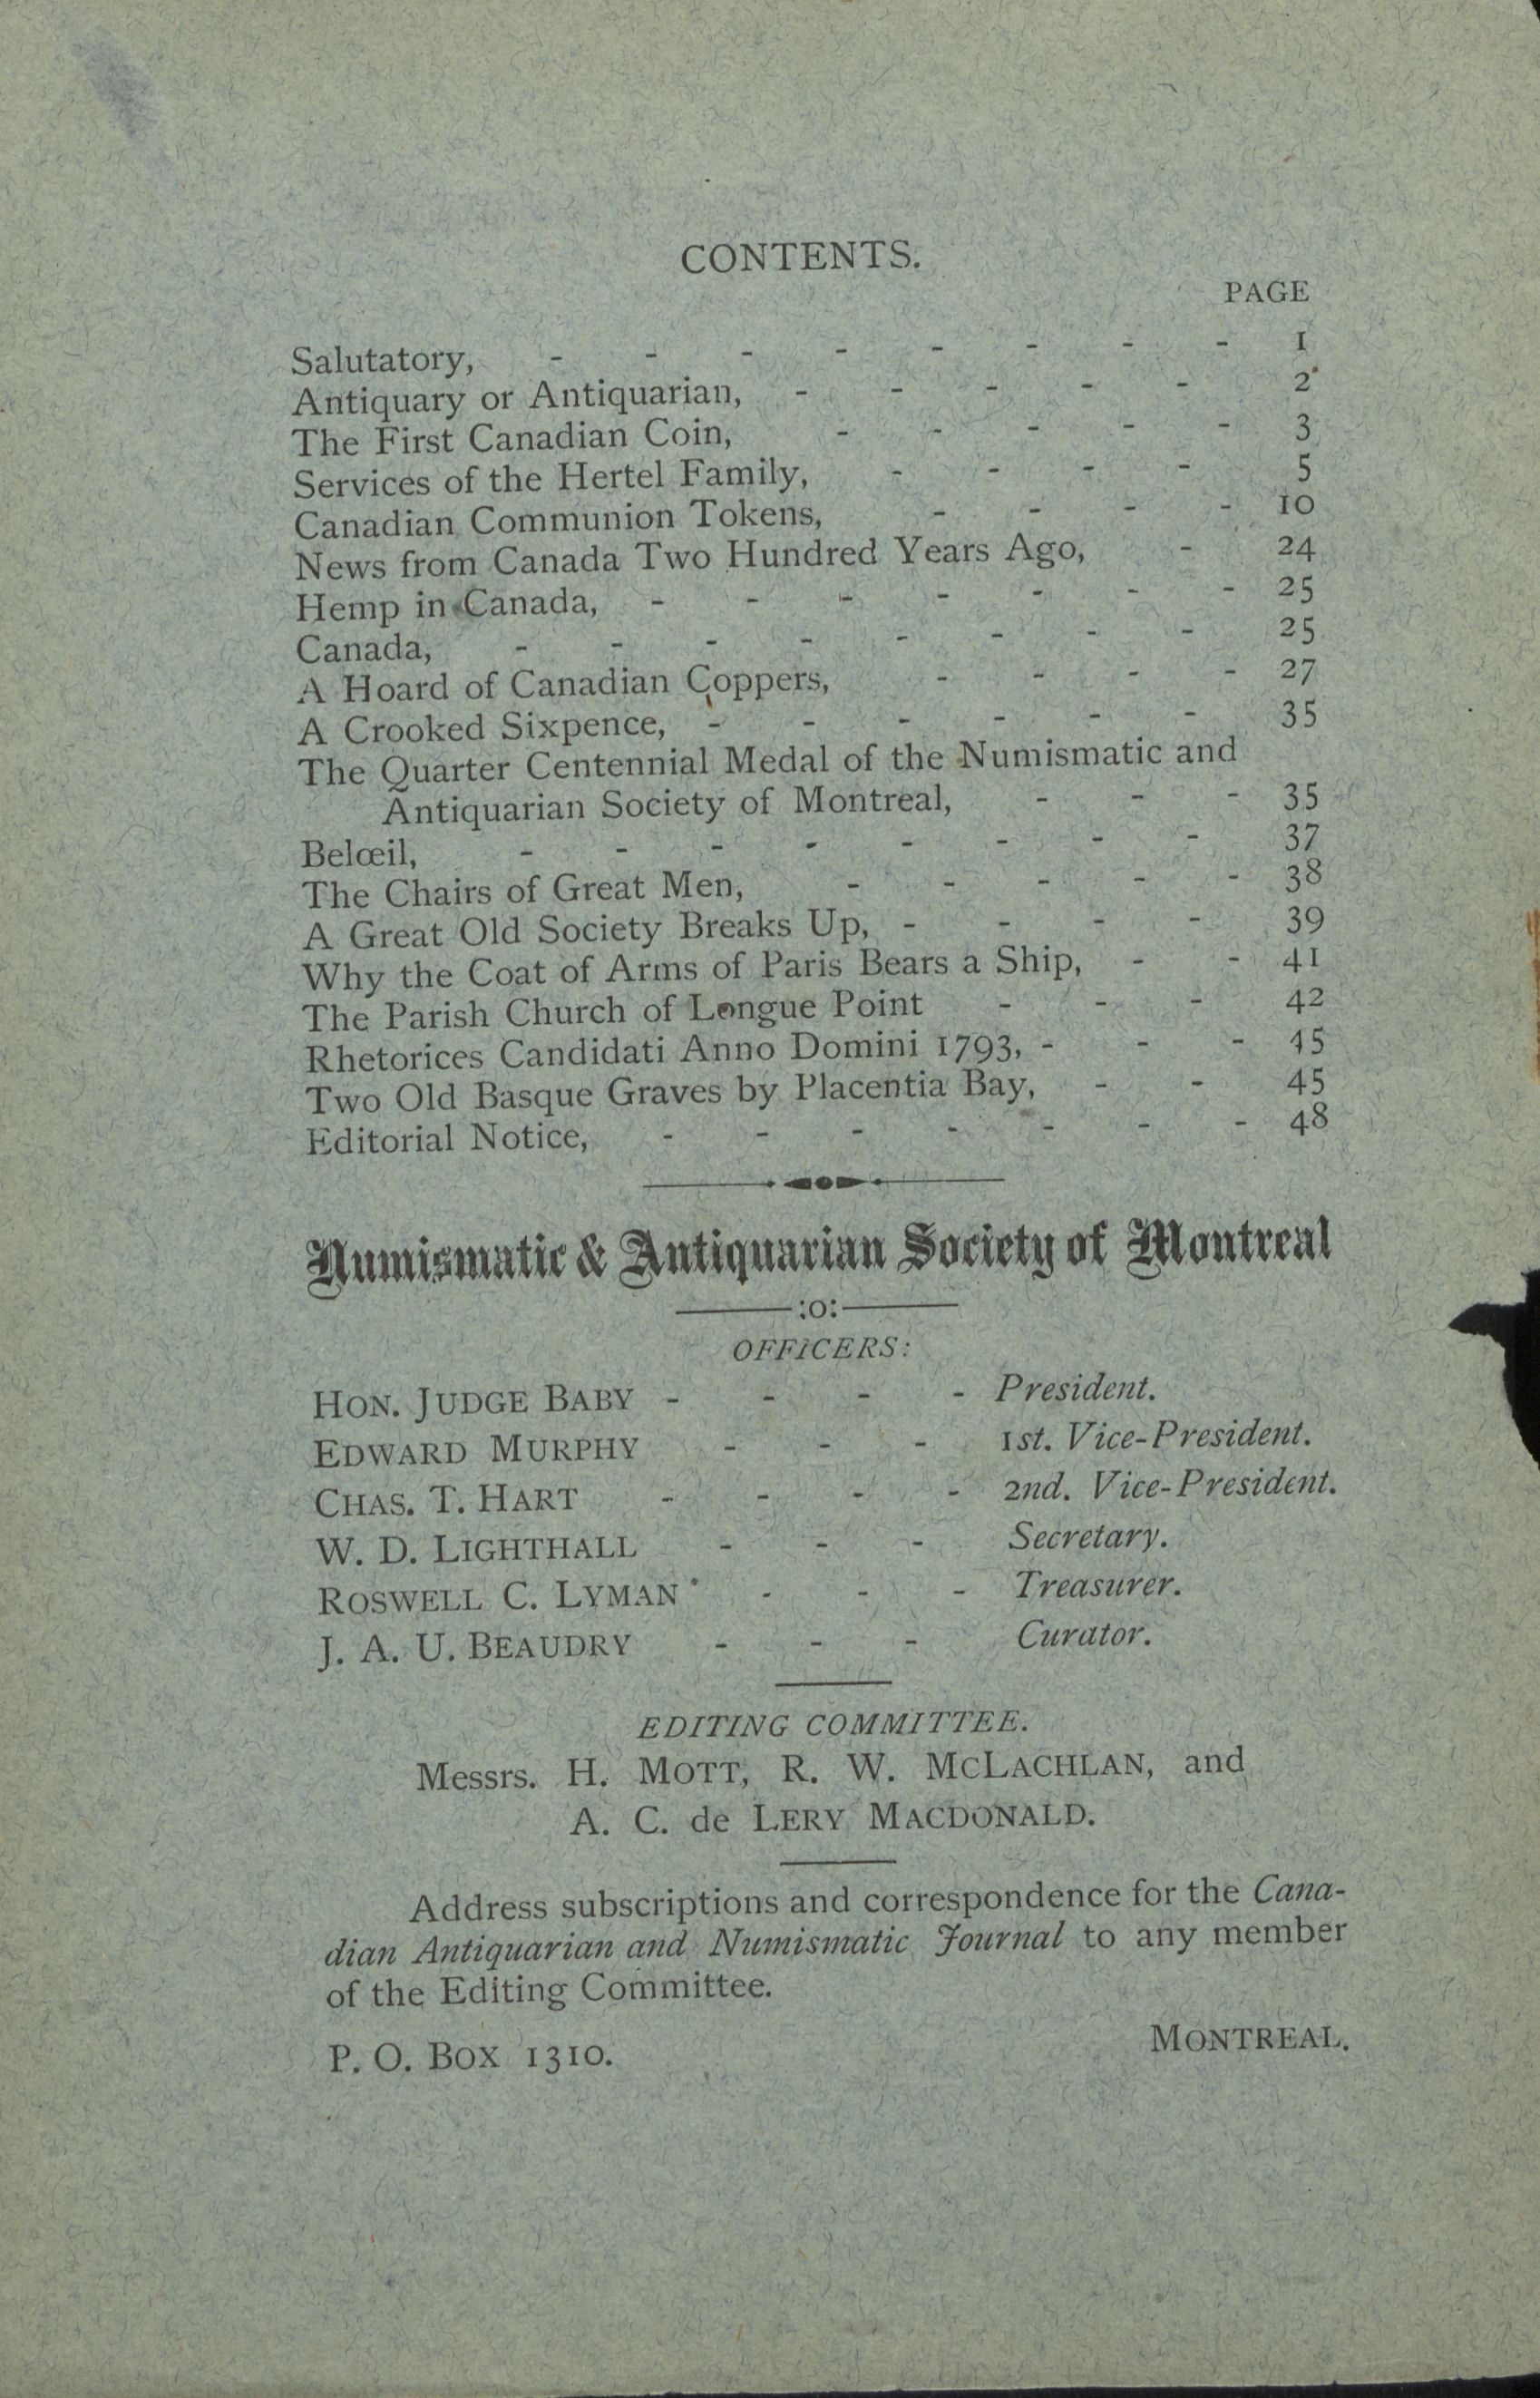 CONTENTS.
PAGE
Salutatory, - - - - - - - - 1
Antiquary or Antiquarian, - - - - - 2
The First Canadian Coin, - - - - - 3
Services of the Hertel Family, - - - - 5
Canadian Communion Tokens, - - - - 10
News from Canada Two Hundred Years Ago, - 24
Hemp in Canada, - - - - - - - 25
Canada, - - - - - - - - 25
A Hoard of Canadian Coppers, - - - - 27
A Crooked Sixpence, - - - - - - 35
The Quarter Centennial Medal of the Numismatic and
Antiquarian Society of Montreal, - - - 35
Belœil, - - - - - - - - 37
The Chairs of Great Men, - - - - - 38
A Great Old Society Breaks Up, - - - - 39
Why the Coat of Arms of Paris Bears a Ship, - - 41
The Parish Church of Longue Point - - - 42
Rhetorices Candidati Anno Domini 1793, - - - 45
Two Old Basque Graves by Placentia Bay, - - 45
Editorial Notice, - - - - - - - 48
Numismatic & Antiquarian Society of Montreal
:o:
OFFICERS:
HON. JUDGE BABY - - - - President.
EDWARD MURPHY - - - 1st. Vice-President.
CHAS. T. HART - - - - 2nd. Vice-President.
W. D. LIGHTHALL - - - Secretary.
ROSWELL C. LYMAN - - - Treasurer.
J. A. U. BEAUDRY - - - Curator.
EDITING COMMITTEE.
Messrs. H. MOTT, R. W. MCLACHLAN, and
A. C. de LERY MACDONALD.
Address subscriptions and correspondence for the Cana-
dian Antiquarian and Numismatic Journal to any member
of the Editing Committee.
P. O. BOX 1310. MONTREAL.